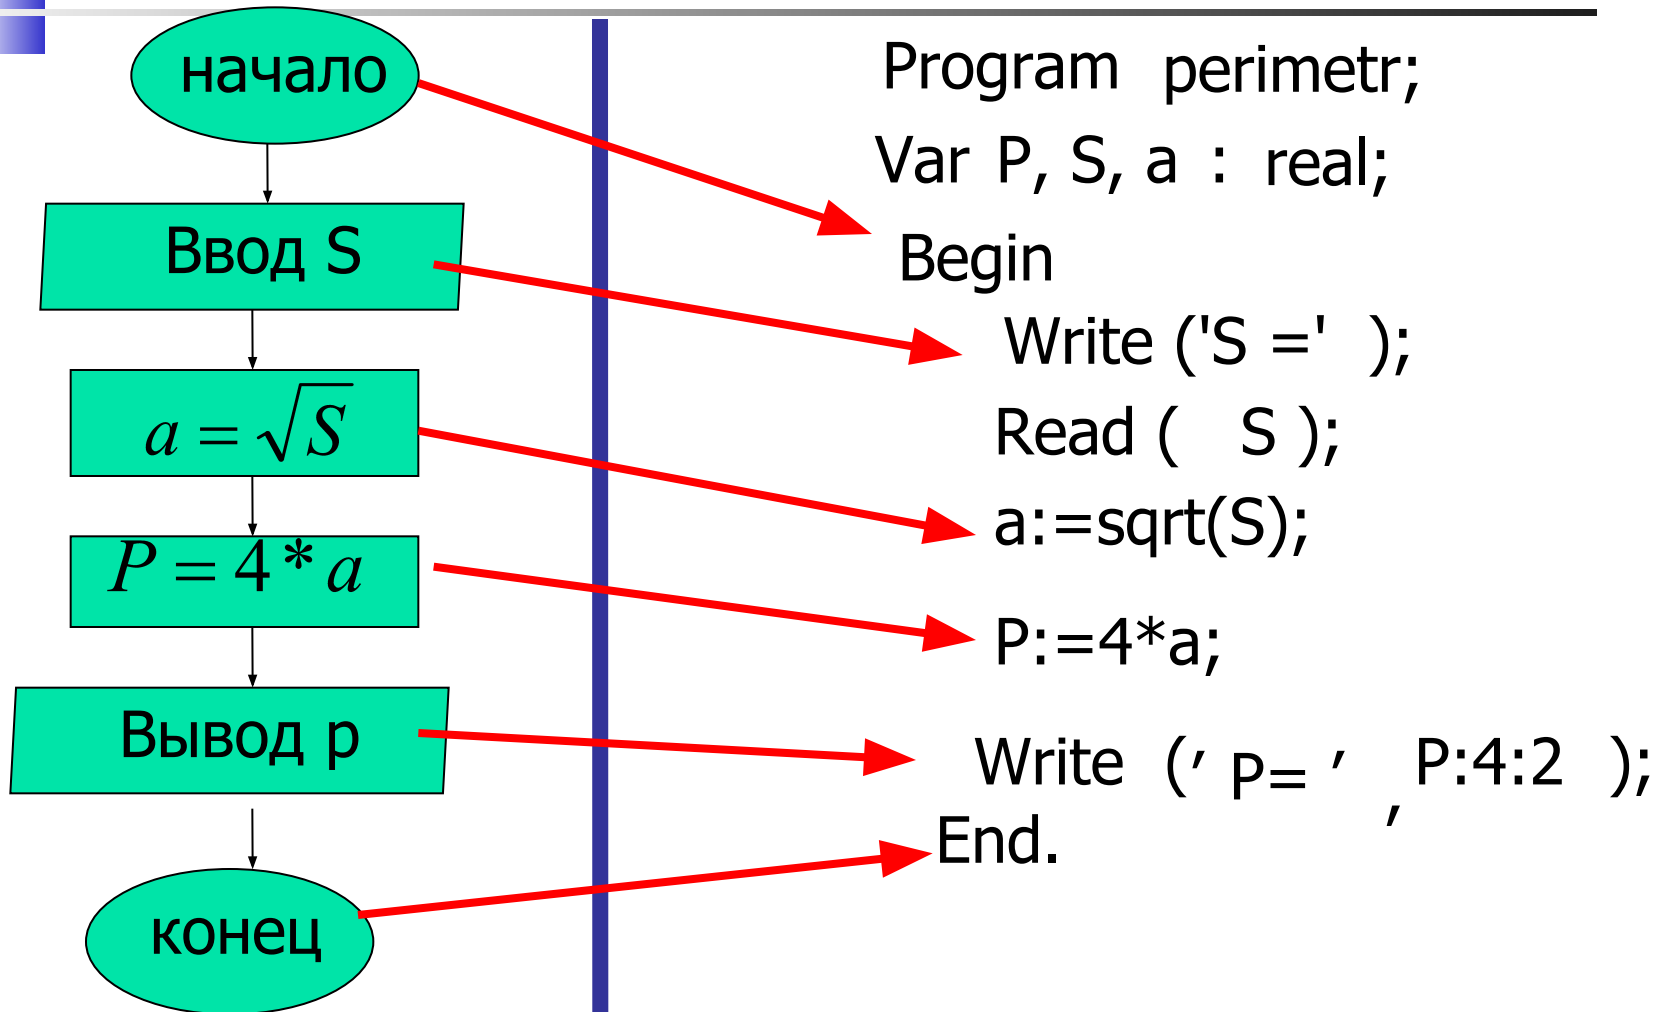 начало
Ввод S
a = √S
P = 4 * a
Вывод p
конец
Program perimetr;
Var P, S, a : real;
Begin
Write ('S =' );
Read ( S );
a:=sqrt(S);
P:=4*a;
Write (′ P= ′ , P:4:2 );
End.